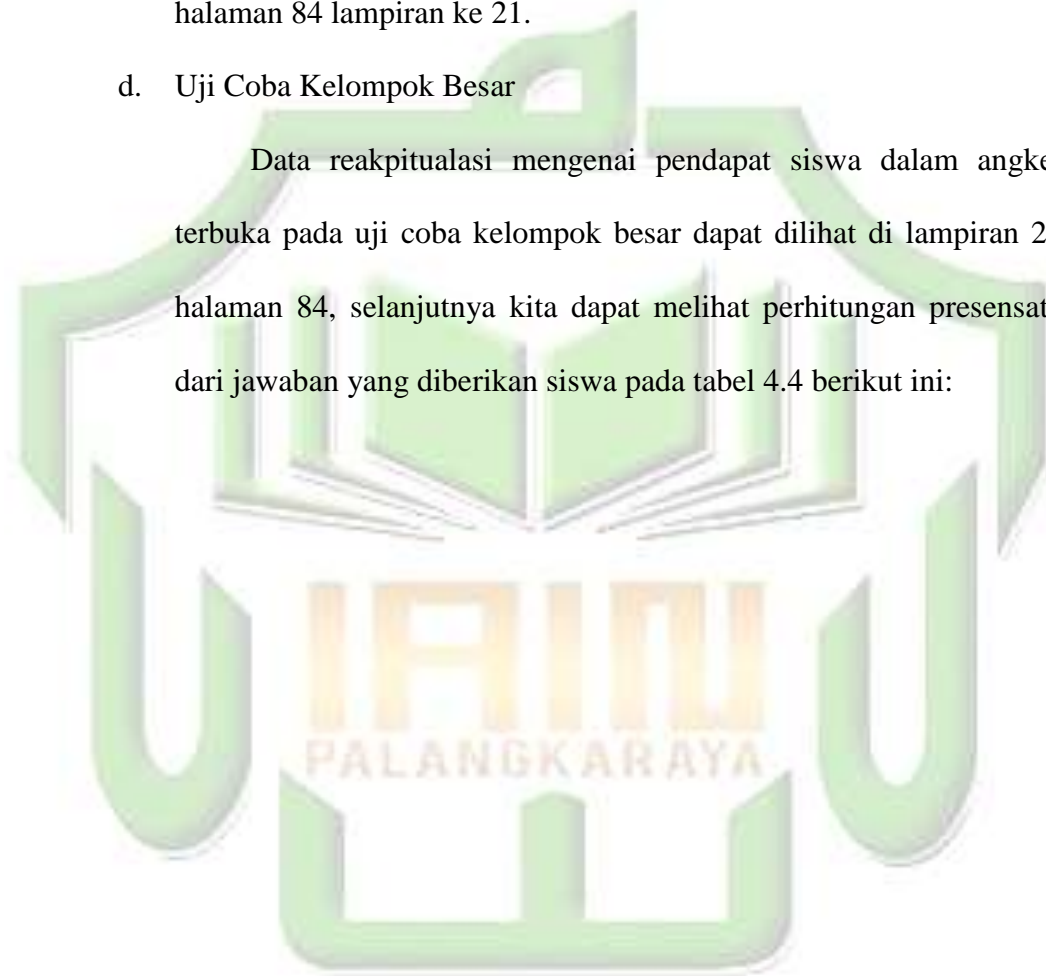 halaman 84 lampiran ke 21.
d. Uji Coba Kelompok Besar
Data reakpitualasi mengenai pendapat siswa dalam angke
terbuka pada uji coba kelompok besar dapat dilihat di lampiran 2
halaman 84, selanjutnya kita dapat melihat perhitungan presensat
dari jawaban yang diberikan siswa pada tabel 4.4 berikut ini:
IAIN
PALANGKARAYA